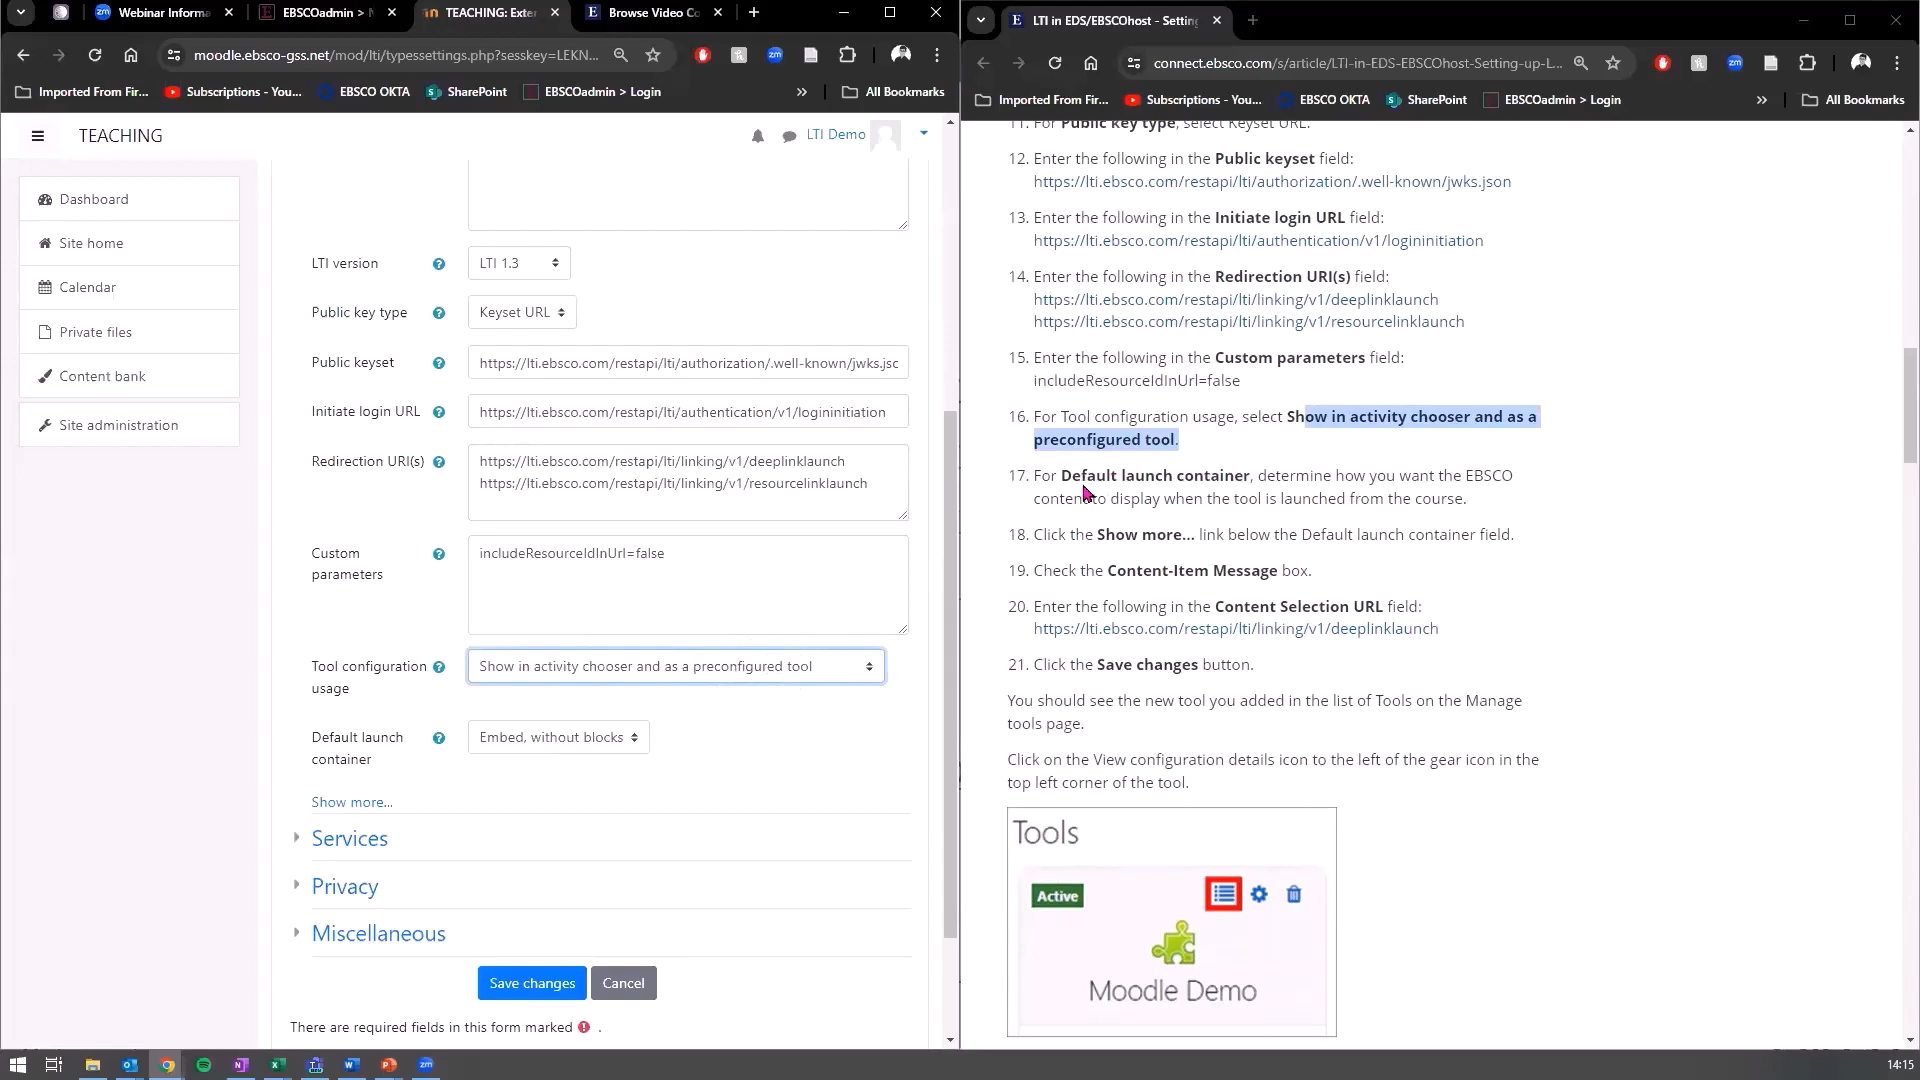 Webinar Informa
EBSCOadmin >
TEACHING: Exter
Browse Video Co
moodle.ebsco-gss.net/mod/lti/typessettings.php?sesskey=LEKN...
Imported From Fir...
Subscriptions - You...
EBSCO OKTA
SharePoint
EBSCOadmin > Login
All Bookmarks
TEACHING
LTI Demo
Dashboard
Site home
Calendar
Private files
Content bank
Site administration
LTI version
LTI 1.3
Public key type
Keyset URL
Public keyset
https://lti.ebsco.com/restapi/lti/authorization/.well-known/jwks.jsc
Initiate login URL
https://lti.ebsco.com/restapi/lti/authentication/v1/logininitiation
Redirection URI(s)
https://lti.ebsco.com/restapi/lti/linking/v1/deeplinklaunch
https://lti.ebsco.com/restapi/lti/linking/v1/resourcelinklaunch
Custom
parameters
includeResourceIdInUrl=false
Tool configuration
usage
Show in activity chooser and as a preconfigured tool
Default launch
container
Embed, without blocks
Show more...
Services
Privacy
Miscellaneous
Save changes
Cancel
There are required fields in this form marked .
LTI in EDS/EBSCOhost - Setting
connect.ebsco.com/s/article/LTI-in-EDS-EBSCOhost-Setting-up-L...
Imported From Fir...
Subscriptions - You...
EBSCO OKTA
SharePoint
EBSCOadmin > Login
All Bookmarks
11. For Public key type, select Keyset URL.
12. Enter the following in the Public keyset field:
https://lti.ebsco.com/restapi/lti/authorization/.well-known/jwks.json
13. Enter the following in the Initiate login URL field:
https://lti.ebsco.com/restapi/lti/authentication/v1/logininitiation
14. Enter the following in the Redirection URI(s) field:
https://lti.ebsco.com/restapi/lti/linking/v1/deeplinklaunch
https://lti.ebsco.com/restapi/lti/linking/v1/resourcelinklaunch
15. Enter the following in the Custom parameters field:
includeResourceIdInUrl=false
16. For Tool configuration usage, select Show in activity chooser and as a
preconfigured tool.
17. For Default launch container, determine how you want the EBSCO
content to display when the tool is launched from the course.
18. Click the Show more... link below the Default launch container field.
19. Check the Content-Item Message box.
20. Enter the following in the Content Selection URL field:
https://lti.ebsco.com/restapi/lti/linking/v1/deeplinklaunch
21. Click the Save changes button.
You should see the new tool you added in the list of Tools on the Manage
tools page.
Click on the View configuration details icon to the left of the gear icon in the
top left corner of the tool.
Tools
Active
Moodle Demo
14:15